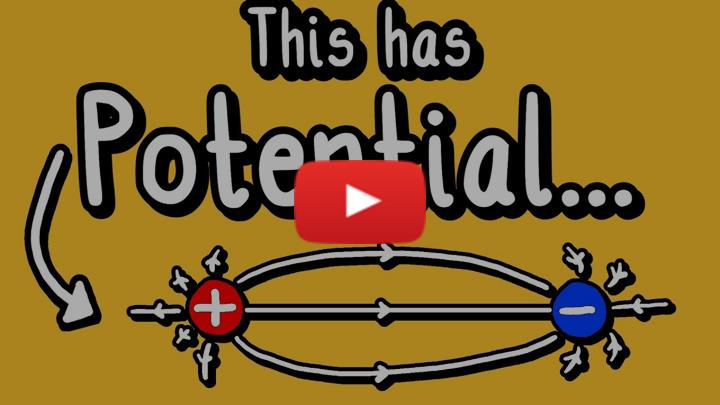 This has
Potential...
+
−